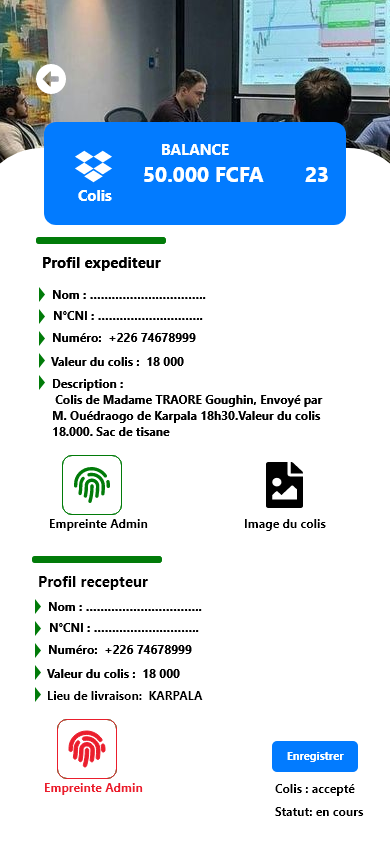 BALANCE
50.000 FCFA 23
Colis
Profil expediteur
Nom : ................................
N°CNI : .............................
Numéro: +226 74678999
Valeur du colis : 18 000
Description :
Colis de Madame TRAORE Goughin, Envoyé par
M. Ouédraogo de Karpala 18h30.Valeur du colis
18.000. Sac de tisane
Empreinte Admin
Image du colis
Profil recepteur
Nom : ................................
N°CNI : .............................
Numéro: +226 74678999
Valeur du colis : 18 000
Lieu de livraison: KARPALA
Empreinte Admin
Enregistrer
Colis : accepté
Statut: en cours